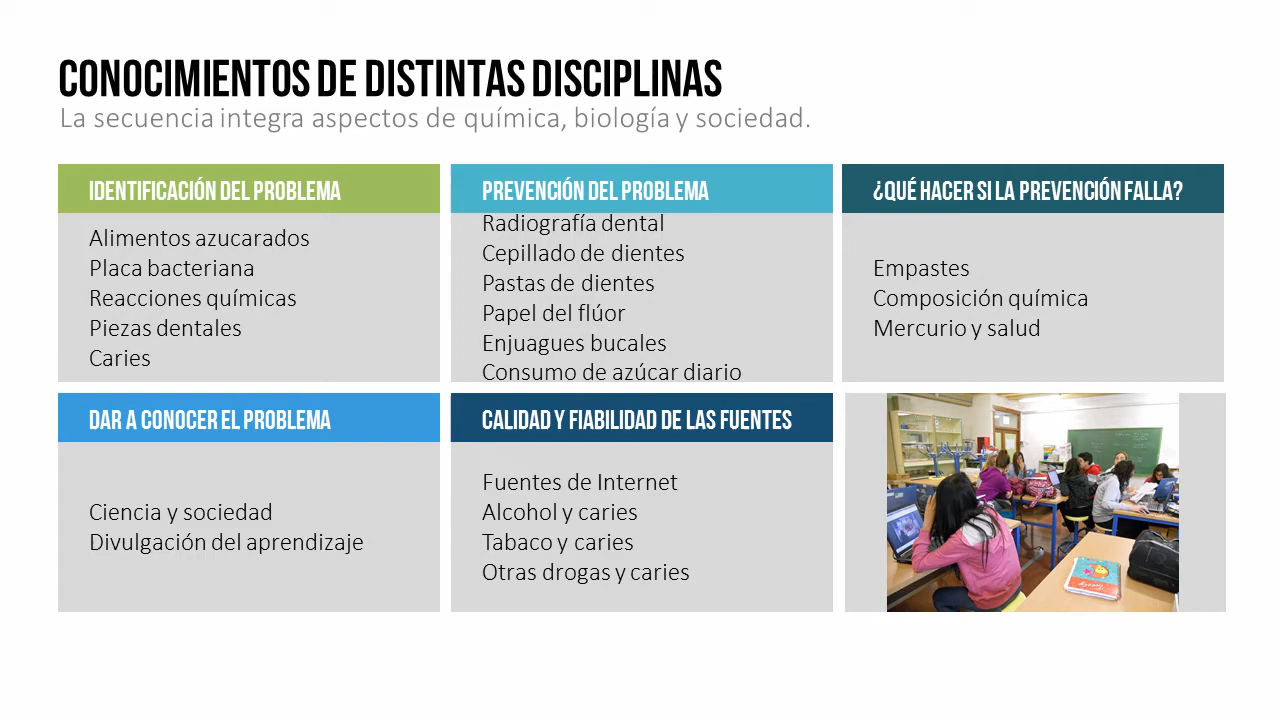 CONOCIMIENTOS DE DISTINTAS DISCIPLINAS
La secuencia integra aspectos de química, biología y sociedad.
IDENTIFICACIÓN DEL PROBLEMA
Alimentos azucarados
Placa bacteriana
Reacciones químicas
Piezas dentales
Caries
PREVENCIÓN DEL PROBLEMA
Radiografía dental
Cepillado de dientes
Pastas de dientes
Papel del flúor
Enjuagues bucales
Consumo de azúcar diario
¿QUÉ HACER SI LA PREVENCIÓN FALLA?
Empastes
Composición química
Mercurio y salud
DAR A CONOCER EL PROBLEMA
Ciencia y sociedad
Divulgación del aprendizaje
CALIDAD Y FIABILIDAD DE LAS FUENTES
Fuentes de Internet
Alcohol y caries
Tabaco y caries
Otras drogas y caries